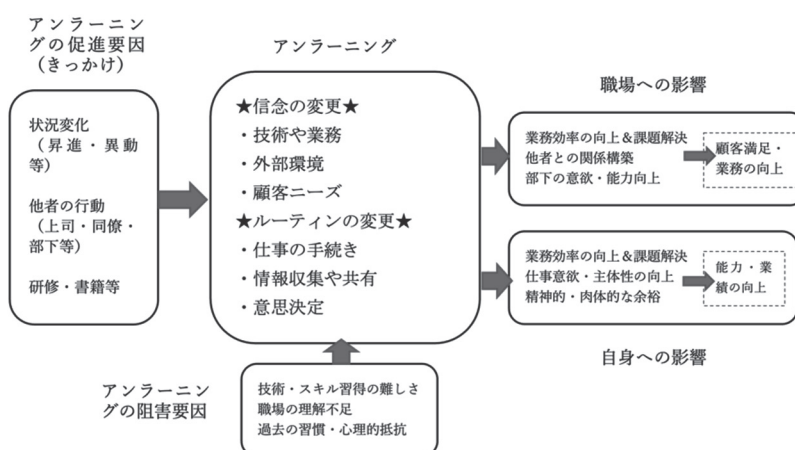 アンラーニン
グの促進要因
（きっかけ）
状況変化
（昇進・異動
等）
他者の行動
（上司・同僚・
部下等）
研修・書籍等
アンラーニング
★信念の変更★
・技術や業務
・外部環境
・顧客ニーズ
★ルーティンの変更★
・仕事の手続き
・情報収集や共有
・意思決定
アンラーニン
グの阻害要因
技術・スキル習得の難しさ
職場の理解不足
過去の習慣・心理的抵抗
職場への影響
業務効率の向上＆課題解決
他者との関係構築
部下の意欲・能力向上
顧客満足・
業務の向上
業務効率の向上＆課題解決
仕事意欲・主体性の向上
精神的・肉体的な余裕
能力・業
績の向上
自身への影響